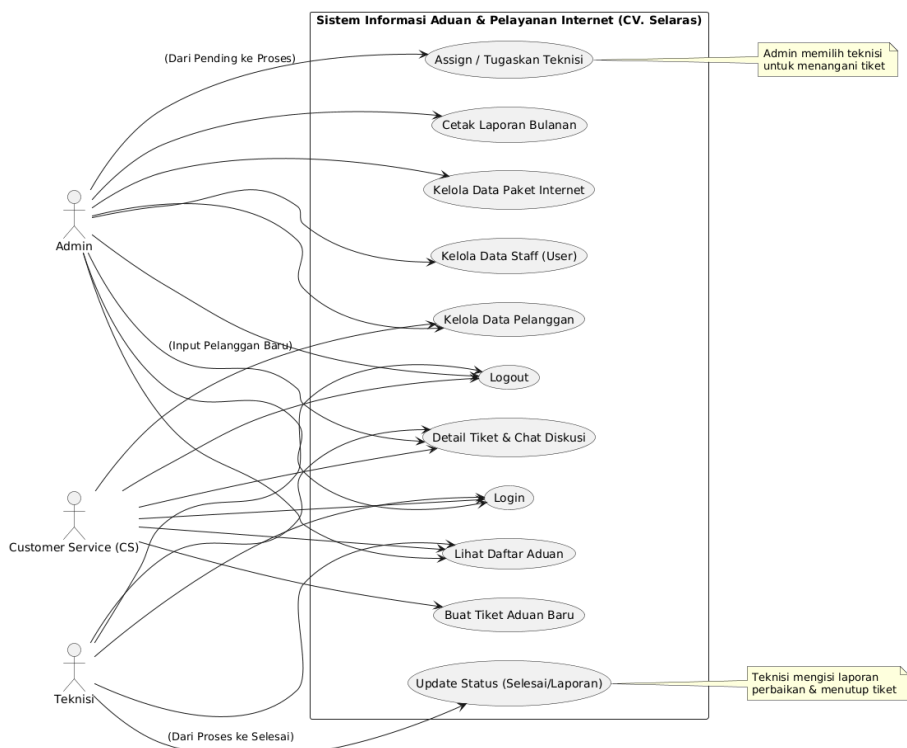 Sistem Informasi Aduan & Pelayanan Internet (CV. Selaras)
(Dari Pending ke Proses)
Assign / Tugaskan Teknisi
Admin memilih teknisi
untuk menangani tiket
Cetak Laporan Bulanan
Kelola Data Paket Internet
Admin
Kelola Data Staff (User)
Kelola Data Pelanggan
(Input Pelanggan Baru)
Logout
Detail Tiket & Chat Diskusi
Login
Customer Service (CS)
Lihat Daftar Aduan
Buat Tiket Aduan Baru
Teknisi
Update Status (Selesai/Laporan)
Teknisi mengisi laporan
perbaikan & menutup tiket
(Dari Proses ke Selesai)